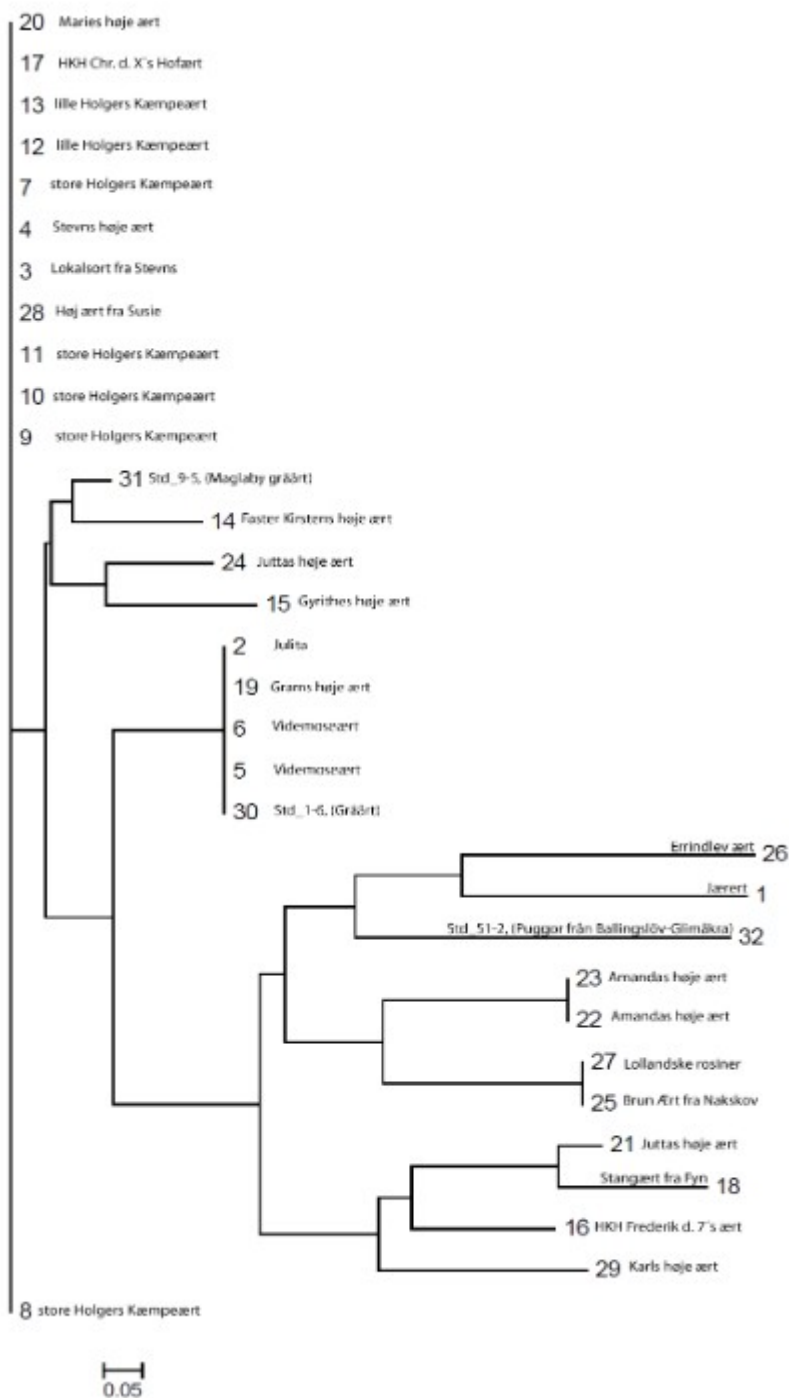 20 Maries høje ært
17 HKH Chr. d. X´s Hofært
13 lille Holgers Kæmpeært
12 lille Holgers Kæmpeært
7 store Holgers Kæmpeært
4 Stevns høje ært
3 Lokalsort fra Stevns
28 Høj ært fra Susie
11 store Holgers Kæmpeært
10 store Holgers Kæmpeært
9 store Holgers Kæmpeært
31 Std_9-5, (Maglaby gråärt)
14 Faster Kirstens høje ært
24 Juttas høje ært
15 Gyrithes høje ært
2 Julita
19 Grams høje ært
6 Videmoseært
5 Videmoseært
30 Std_1-6, (Gråärt)
Errindlev ært 26
Jærert 1
Std_51-2, (Puggor från Ballingslöv-Glimåkra) 32
23 Amandas høje ært
22 Amandas høje ært
27 Lollandske rosiner
25 Brun Ært fra Nakskov
21 Juttas høje ært
Stangært fra Fyn 18
16 HKH Frederik d. 7´s ært
29 Karls høje ært
8 store Holgers Kæmpeært
0.05